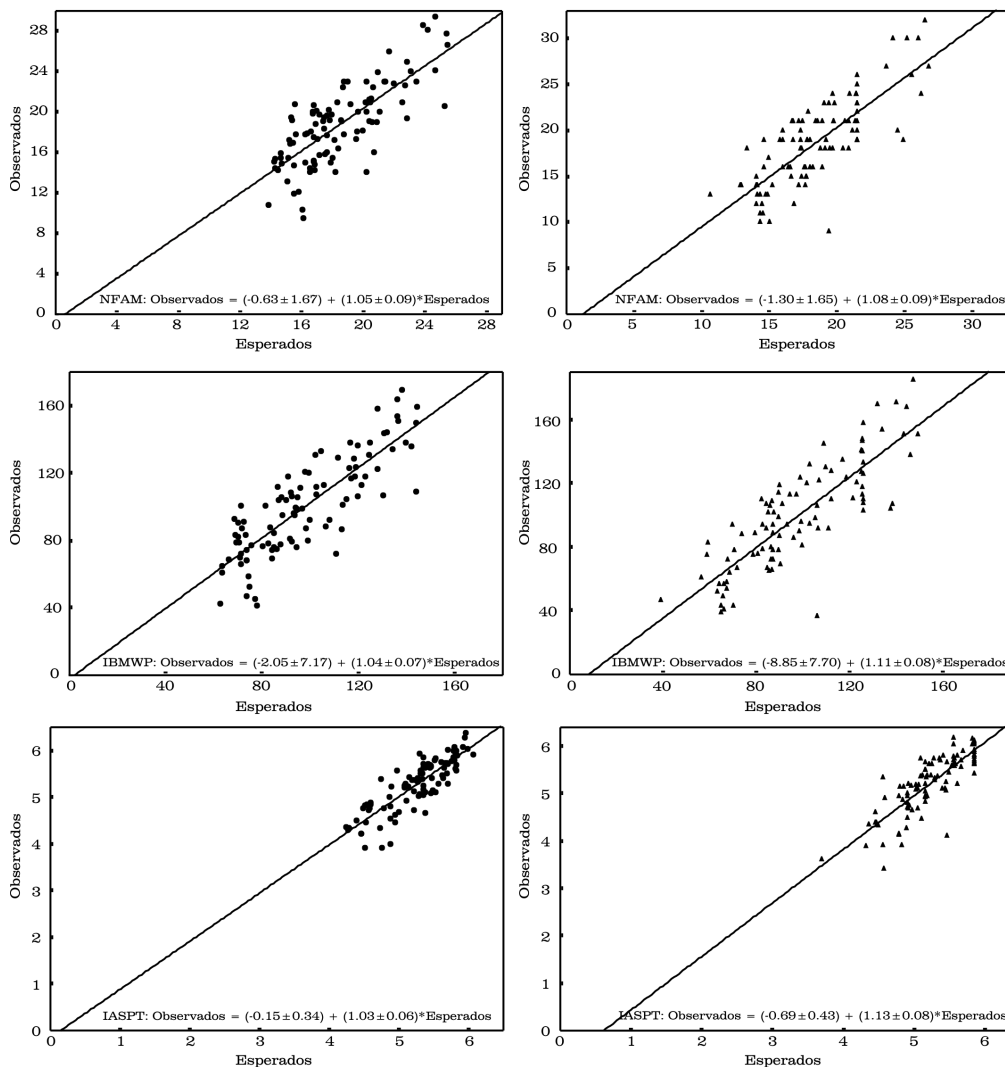 28
24
20
16
12
8
4
0
Observados
NFAM: Observados = (-0.63±1.67) + (1.05±0.09)*Esperados
0 4 8 12 16 20 24 28
Esperados
30
25
20
15
10
5
0
Observados
NFAM: Observados = (-1.30±1.65) + (1.08±0.09)*Esperados
0 5 10 15 20 25 30
Esperados
160
120
80
40
0
Observados
IBMWP: Observados = (-2.05±7.17) + (1.04±0.07)*Esperados
0 40 80 120 160
Esperados
160
120
80
40
0
Observados
IBMWP: Observados = (-8.85±7.70) + (1.11±0.08)*Esperados
0 40 80 120 160
Esperados
6
5
4
3
2
1
0
Observados
IASPT: Observados = (-0.15±0.34) + (1.03±0.06)*Esperados
0 1 2 3 4 5 6
Esperados
6
5
4
3
2
1
0
Observados
IASPT: Observados = (-0.69±0.43) + (1.13±0.08)*Esperados
0 1 2 3 4 5 6
Esperados